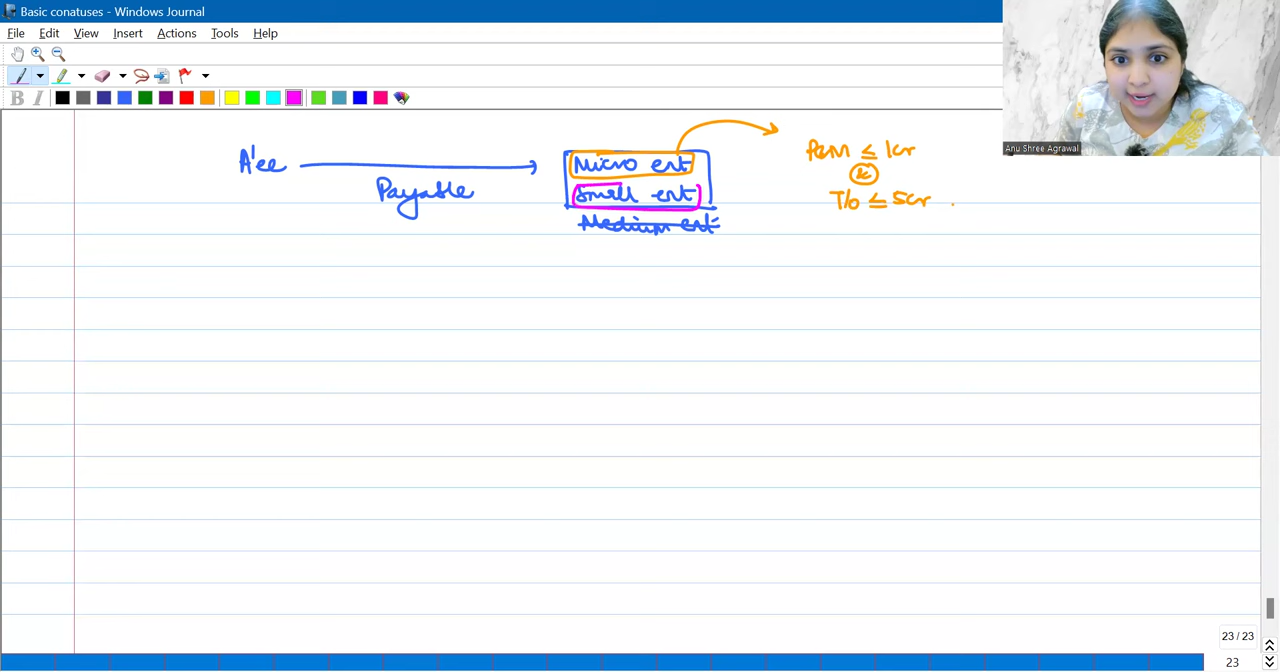 Basic conatuses - Windows Journal
File Edit View Insert Actions Tools Help
B I
Anu Shree Agrawal
A'ee
Payable
Micro ent
Small ent
Medium ent
P&M ≤ 1cr
&
T/o ≤ 5cr
23 / 23
23